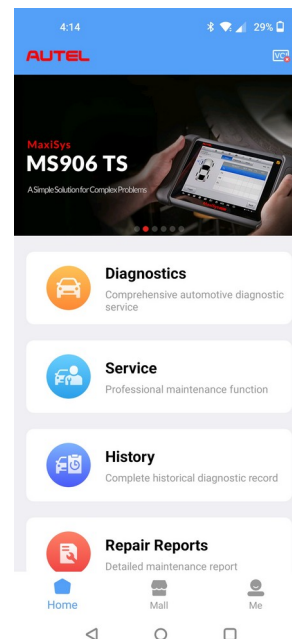 4:14
29%
AUTEL
VCI
MaxiSys
MS906 TS
A Simple Solution for Complex Problems
Diagnostics
Comprehensive automotive diagnostic
service
Service
Professional maintenance function
History
Complete historical diagnostic record
Repair Reports
Detailed maintenance report
Home
Mall
Me